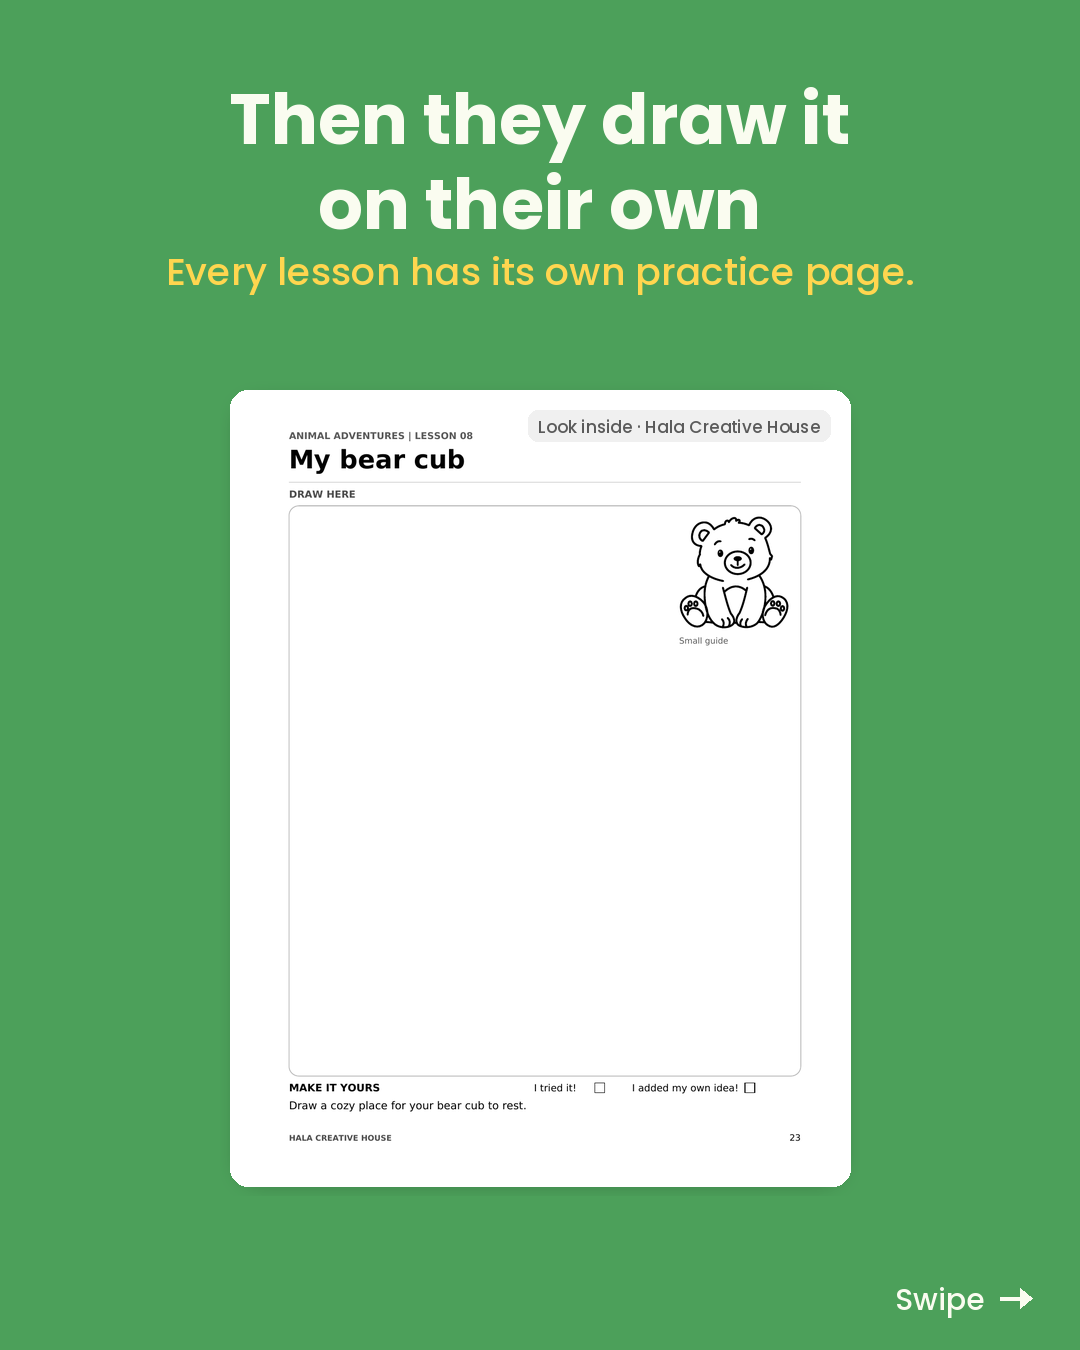 Then they draw it
on their own
Every lesson has its own practice page.
Look inside · Hala Creative House
ANIMAL ADVENTURES | LESSON 08
My bear cub
DRAW HERE
Small guide
MAKE IT YOURS
I tried it!
I added my own idea!
Draw a cozy place for your bear cub to rest.
HALA CREATIVE HOUSE
23
Swipe